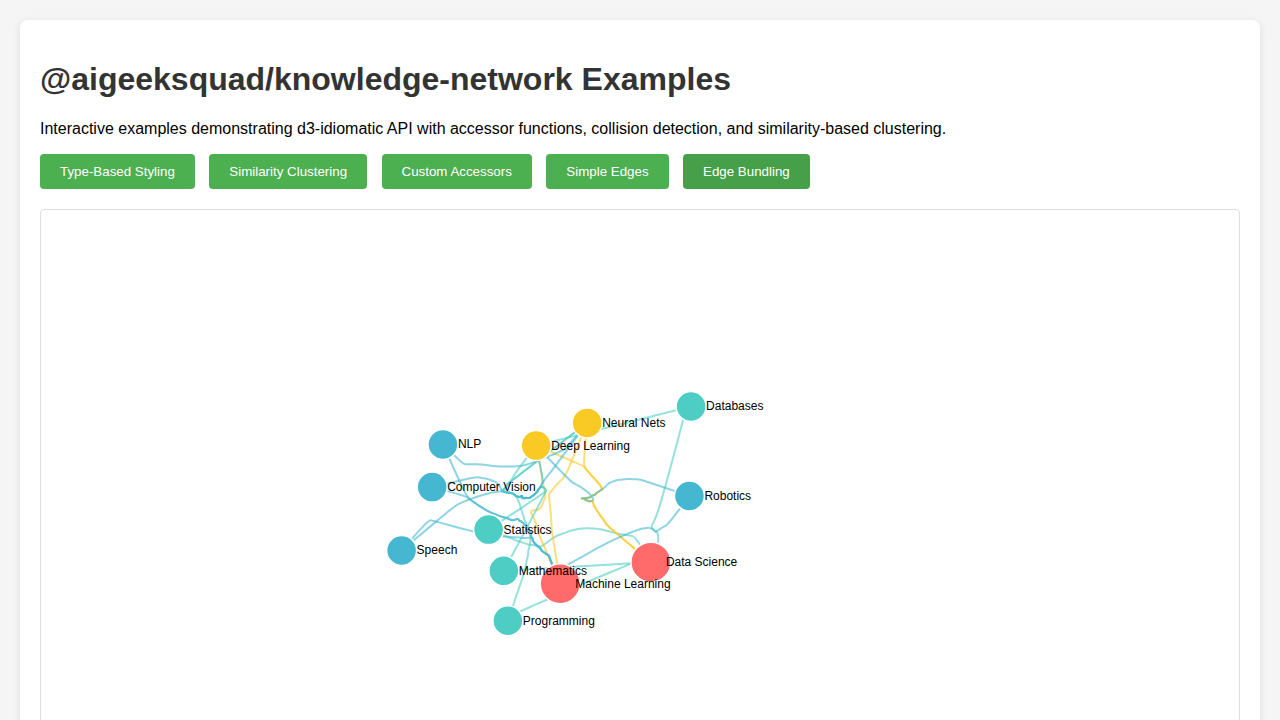 @aigeeksquad/knowledge-network Examples
Interactive examples demonstrating d3-idiomatic API with accessor functions, collision detection, and similarity-based clustering.
Type-Based Styling
Similarity Clustering
Custom Accessors
Simple Edges
Edge Bundling
Databases
Neural Nets
NLP
Deep Learning
Computer Vision
Robotics
Statistics
Speech
Data Science
Mathematics
Machine Learning
Programming